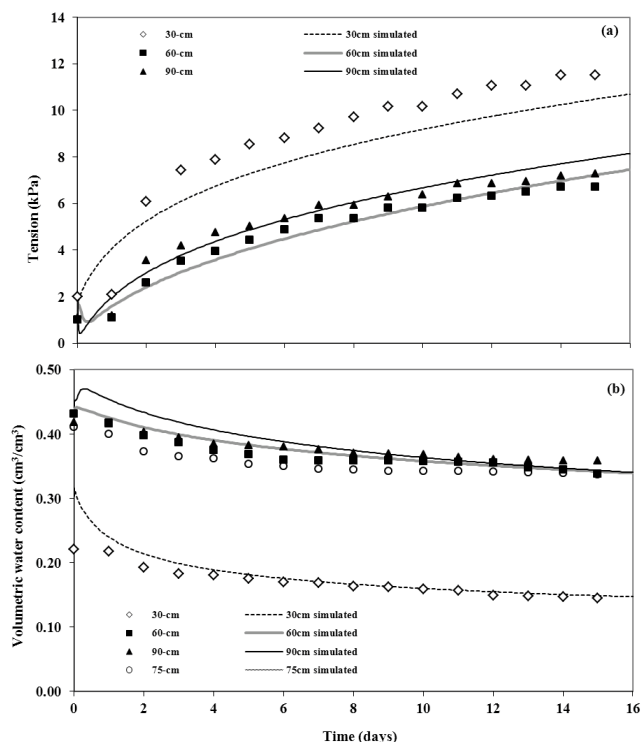 14
12
10
8
6
4
2
0
Tension (kPa)
(a)
30-cm 30cm simulated
60-cm 60cm simulated
90-cm 90cm simulated
0.50
0.40
0.30
0.20
0.10
0.00
Volumetric water content (cm³/cm³)
(b)
30-cm 30cm simulated
60-cm 60cm simulated
90-cm 90cm simulated
75-cm 75cm simulated
0 2 4 6 8 10 12 14 16
Time (days)